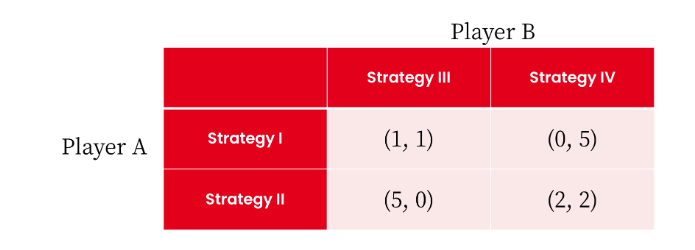 Player B
Strategy III Strategy IV
Player A
Strategy I (1, 1) (0, 5)
Strategy II (5, 0) (2, 2)